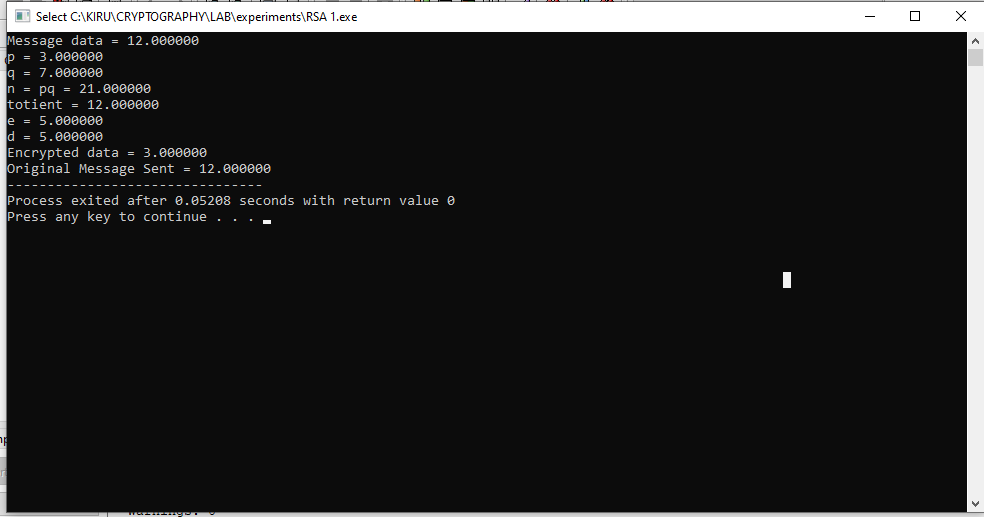 Select C:\KIRU\CRYPTOGRAPHY\LAB\experiments\RSA 1.exe
Message data = 12.000000
p = 3.000000
q = 7.000000
n = pq = 21.000000
totient = 12.000000
e = 5.000000
d = 5.000000
Encrypted data = 3.000000
Original Message Sent = 12.000000
--------------------------------
Process exited after 0.05208 seconds with return value 0
Press any key to continue . . .